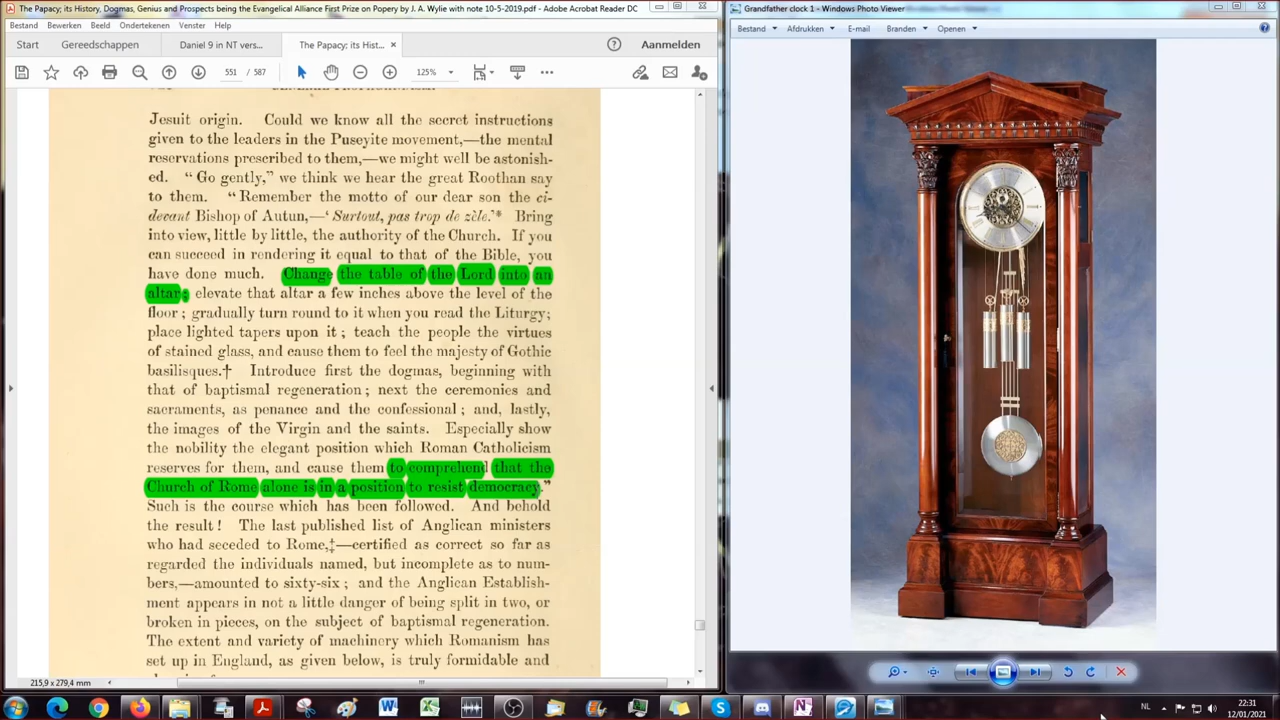 The Papacy; its History, Dogmas, Genius and Prospects being the Evangelical Alliance First Prize on Popery by J. A. Wylie with note 10-5-2019.pdf - Adobe Acrobat Reader DC
Bestand Bewerken Beeld Ondertekenen Venster Help
Start Gereedschappen Daniel 9 in NT vers... The Papacy; its Hist... × Aanmelden
551 / 587 125%
Jesuit origin. Could we know all the secret instructions
given to the leaders in the Puseyite movement,—the mental
reservations prescribed to them,—we might well be astonish-
ed. “Go gently,” we think we hear the great Roothan say
to them. “Remember the motto of our dear son the ci-
devant Bishop of Autun,—‘Surtout, pas trop de zèle.’* Bring
into view, little by little, the authority of the Church. If you
can succeed in rendering it equal to that of the Bible, you
have done much. Change the table of the Lord into an
altar; elevate that altar a few inches above the level of the
floor; gradually turn round to it when you read the Liturgy;
place lighted tapers upon it; teach the people the virtues
of stained glass, and cause them to feel the majesty of Gothic
basilisques.† Introduce first the dogmas, beginning with
that of baptismal regeneration; next the ceremonies and
sacraments, as penance and the confessional; and, lastly,
the images of the Virgin and the saints. Especially show
the nobility the elegant position which Roman Catholicism
reserves for them, and cause them to comprehend that the
Church of Rome alone is in a position to resist democracy.”
Such is the course which has been followed. And behold
the result! The last published list of Anglican ministers
who had seceded to Rome,‡—certified as correct so far as
regarded the individuals named, but incomplete as to num-
bers,—amounted to sixty-six; and the Anglican Establish-
ment appears in not a little danger of being split in two, or
broken in pieces, on the subject of baptismal regeneration.
The extent and variety of machinery which Romanism has
set up in England, as given below, is truly formidable and
215,9 x 279,4 mm
Grandfather clock 1 - Windows Photo Viewer
Bestand Afdrukken E-mail Branden Openen
NL 22:31
12/01/2021